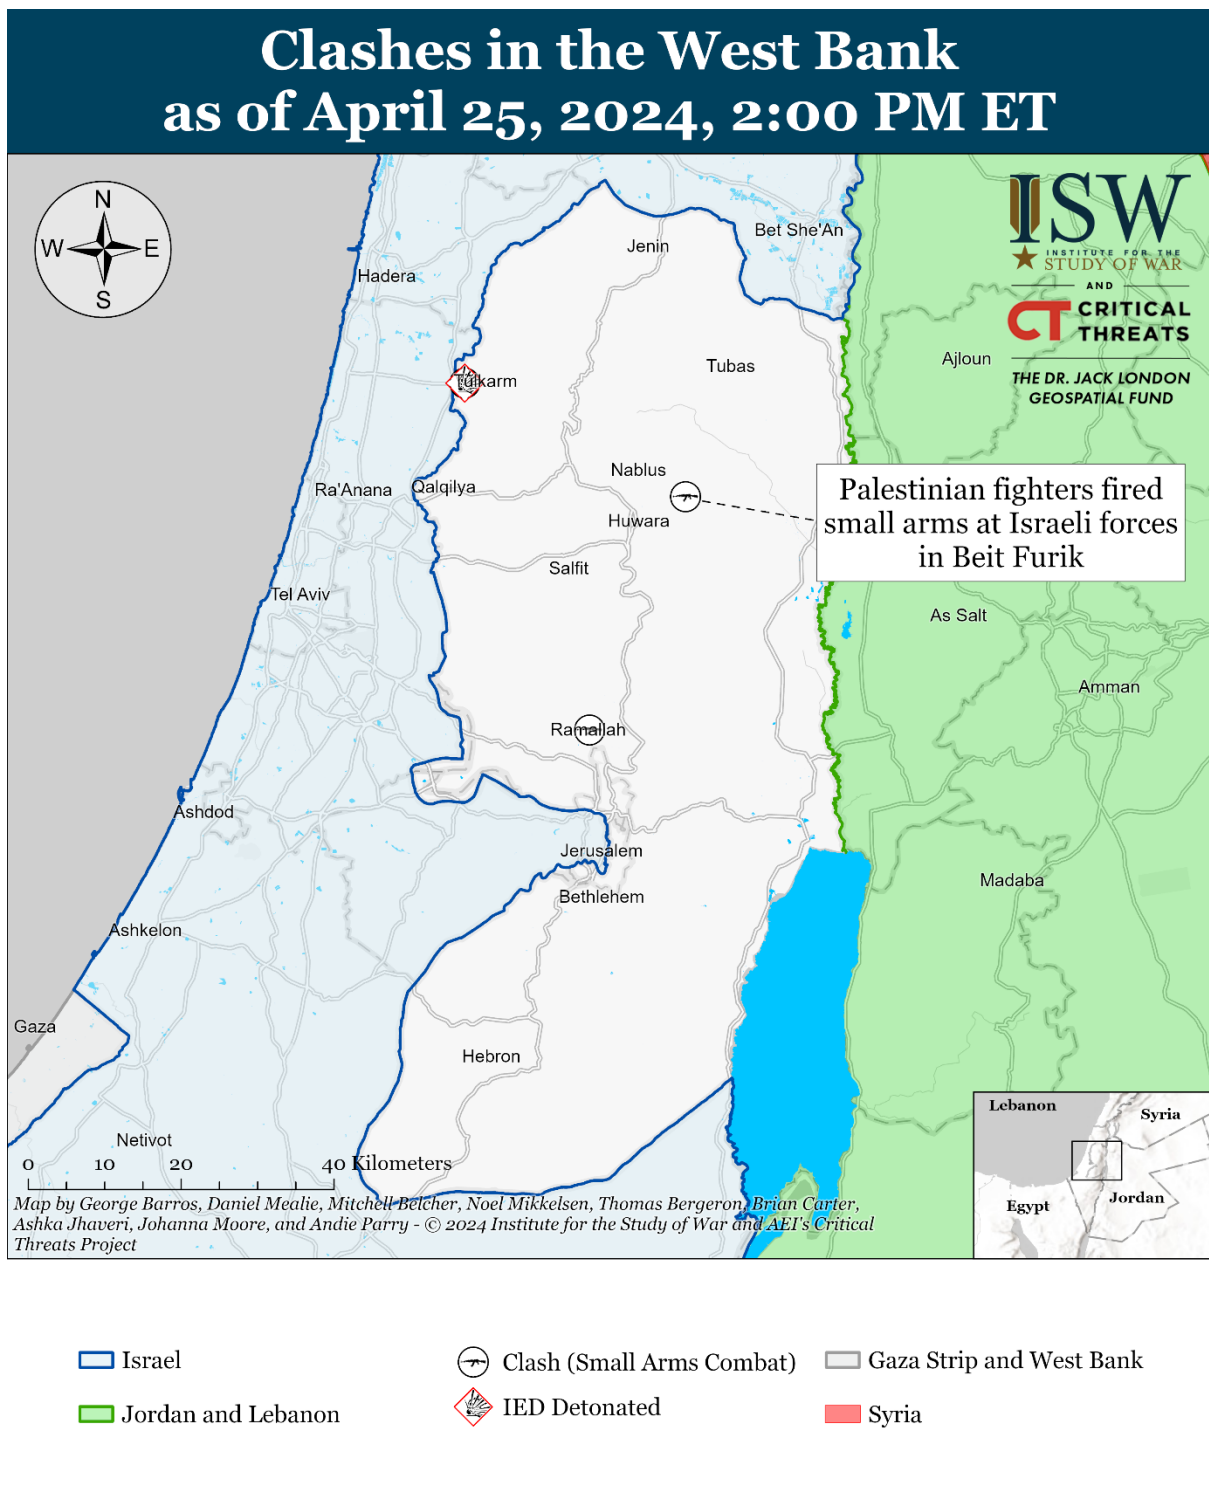 Clashes in the West Bank
as of April 25, 2024, 2:00 PM ET
N
W E
S
ISW
INSTITUTE FOR THE
STUDY OF WAR
AND
CT CRITICAL
THREATS
THE DR. JACK LONDON
GEOSPATIAL FUND
Bet She'An
Jenin
Hadera
Ajloun
Tubas
Tulkarm
Nablus
Qalqilya
Ra'Anana
Palestinian fighters fired
small arms at Israeli forces
in Beit Furik
Huwara
Salfit
Tel Aviv
As Salt
Amman
Ramallah
Ashdod
Jerusalem
Madaba
Bethlehem
Ashkelon
Gaza
Hebron
Netivot
Lebanon
Syria
Egypt
Jordan
0 10 20 40 Kilometers
Map by George Barros, Daniel Mealie, Mitchell Belcher, Noel Mikkelsen, Thomas Bergeron, Brian Carter,
Ashka Jhaveri, Johanna Moore, and Andie Parry - © 2024 Institute for the Study of War and AEI's Critical
Threats Project
Israel
Clash (Small Arms Combat)
Gaza Strip and West Bank
Jordan and Lebanon
IED Detonated
Syria